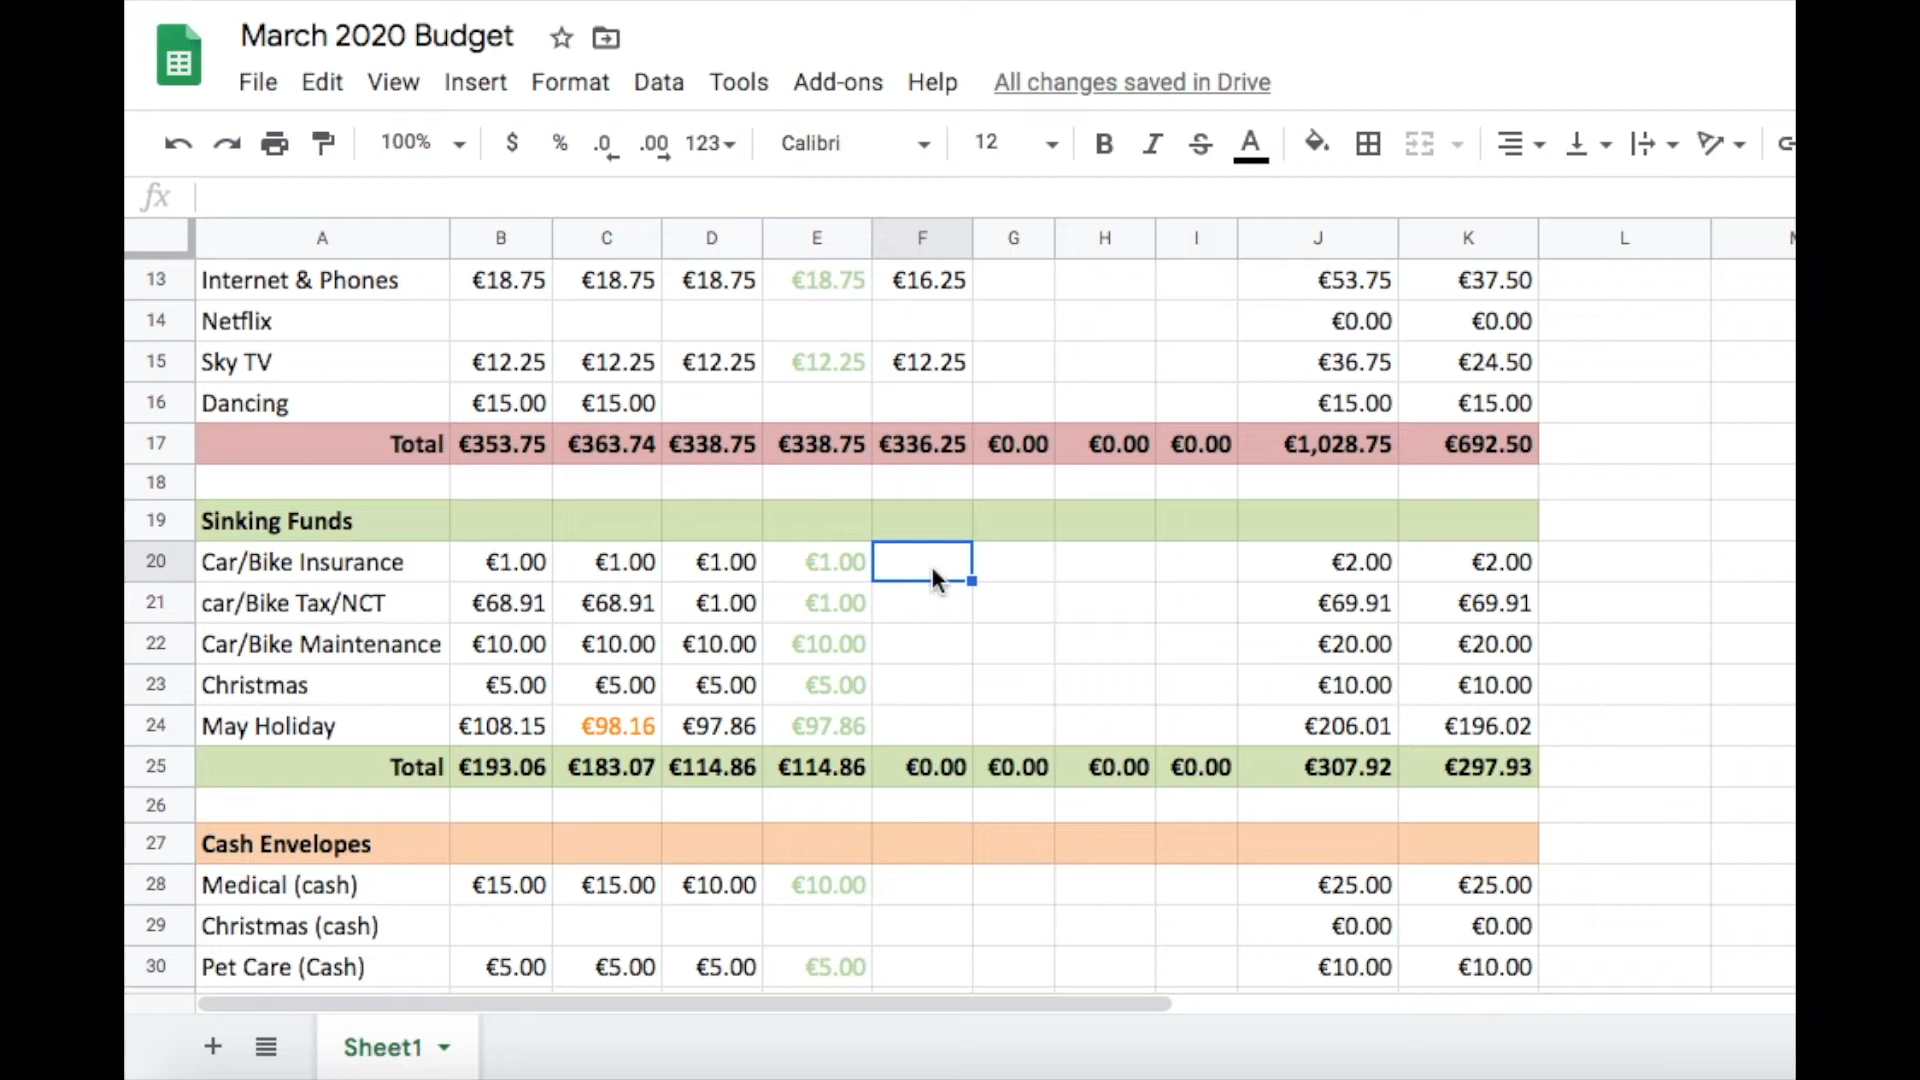 March 2020 Budget
File Edit View Insert Format Data Tools Add-ons Help All changes saved in Drive
100% $ % .0 .00 123 Calibri 12 B I S A
fx
A B C D E F G H I J K L
13 Internet & Phones €18.75 €18.75 €18.75 €18.75 €16.25 €53.75 €37.50
14 Netflix €0.00 €0.00
15 Sky TV €12.25 €12.25 €12.25 €12.25 €12.25 €36.75 €24.50
16 Dancing €15.00 €15.00 €15.00 €15.00
17 Total €353.75 €363.74 €338.75 €338.75 €336.25 €0.00 €0.00 €0.00 €1,028.75 €692.50
18
19 Sinking Funds
20 Car/Bike Insurance €1.00 €1.00 €1.00 €1.00 €2.00 €2.00
21 car/Bike Tax/NCT €68.91 €68.91 €1.00 €1.00 €69.91 €69.91
22 Car/Bike Maintenance €10.00 €10.00 €10.00 €10.00 €20.00 €20.00
23 Christmas €5.00 €5.00 €5.00 €5.00 €10.00 €10.00
24 May Holiday €108.15 €98.16 €97.86 €97.86 €206.01 €196.02
25 Total €193.06 €183.07 €114.86 €114.86 €0.00 €0.00 €0.00 €0.00 €307.92 €297.93
26
27 Cash Envelopes
28 Medical (cash) €15.00 €15.00 €10.00 €10.00 €25.00 €25.00
29 Christmas (cash) €0.00 €0.00
30 Pet Care (Cash) €5.00 €5.00 €5.00 €5.00 €10.00 €10.00
Sheet1